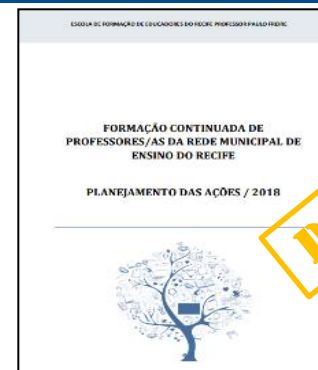 ESCOLA DE FORMAÇÃO DE EDUCADORES DO RECIFE PROFESSOR PAULO FREIRE
FORMAÇÃO CONTINUADA DE
PROFESSORES/AS DA REDE MUNICIPAL DE
ENSINO DO RECIFE
PLANEJAMENTO DAS AÇÕES / 2018